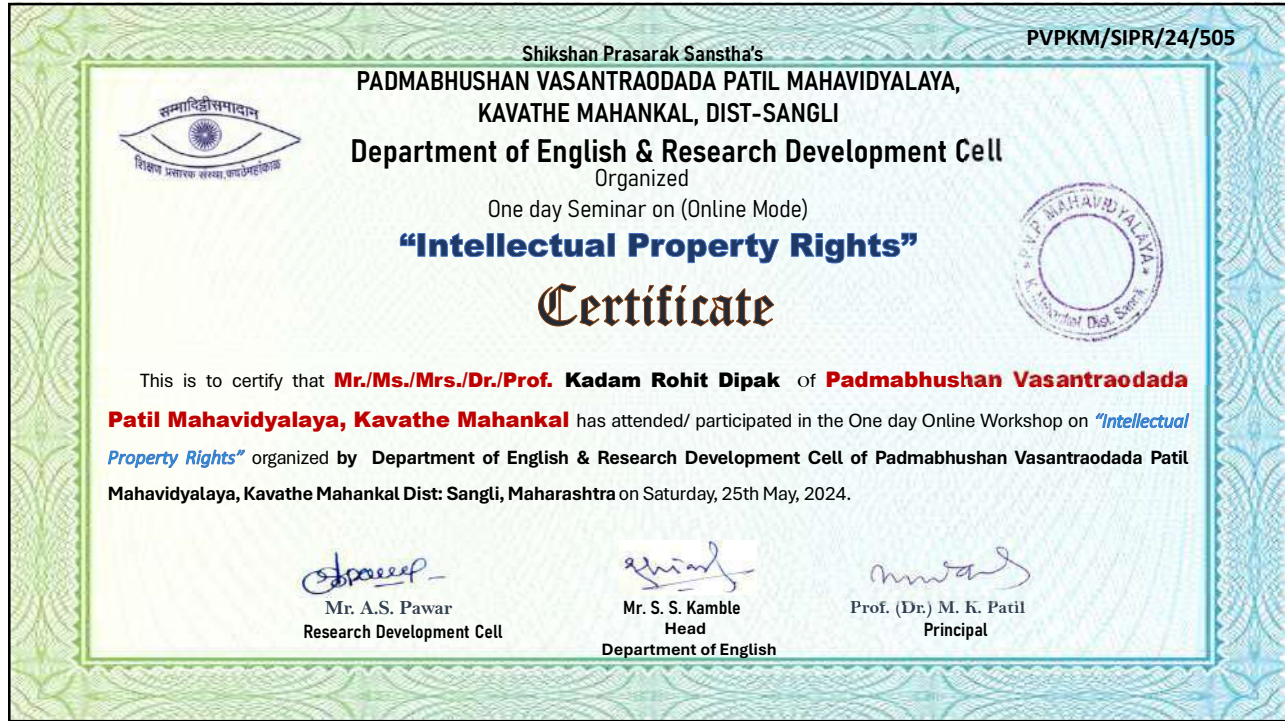 PVPKM/SIPR/24/505
Shikshan Prasarak Sanstha's
PADMABHUSHAN VASANTRAODADA PATIL MAHAVIDYALAYA,
KAVATHE MAHANKAL, DIST-SANGLI
Department of English & Research Development Cell
Organized
One day Seminar on (Online Mode)
“Intellectual Property Rights”
Certificate
सम्मादिट्ठीसमादान
शिक्षण प्रसारक संस्था,कवठेमहांकाळ
P.V.P. MAHAVIDYALAYA
Dist. Sangli
This is to certify that Mr./Ms./Mrs./Dr./Prof. Kadam Rohit Dipak of Padmabhushan Vasantraodada
Patil Mahavidyalaya, Kavathe Mahankal has attended/ participated in the One day Online Workshop on “Intellectual
Property Rights” organized by Department of English & Research Development Cell of Padmabhushan Vasantraodada Patil
Mahavidyalaya, Kavathe Mahankal Dist: Sangli, Maharashtra on Saturday, 25th May, 2024.
Mr. A.S. Pawar
Research Development Cell
Mr. S. S. Kamble
Head
Department of English
Prof. (Dr.) M. K. Patil
Principal